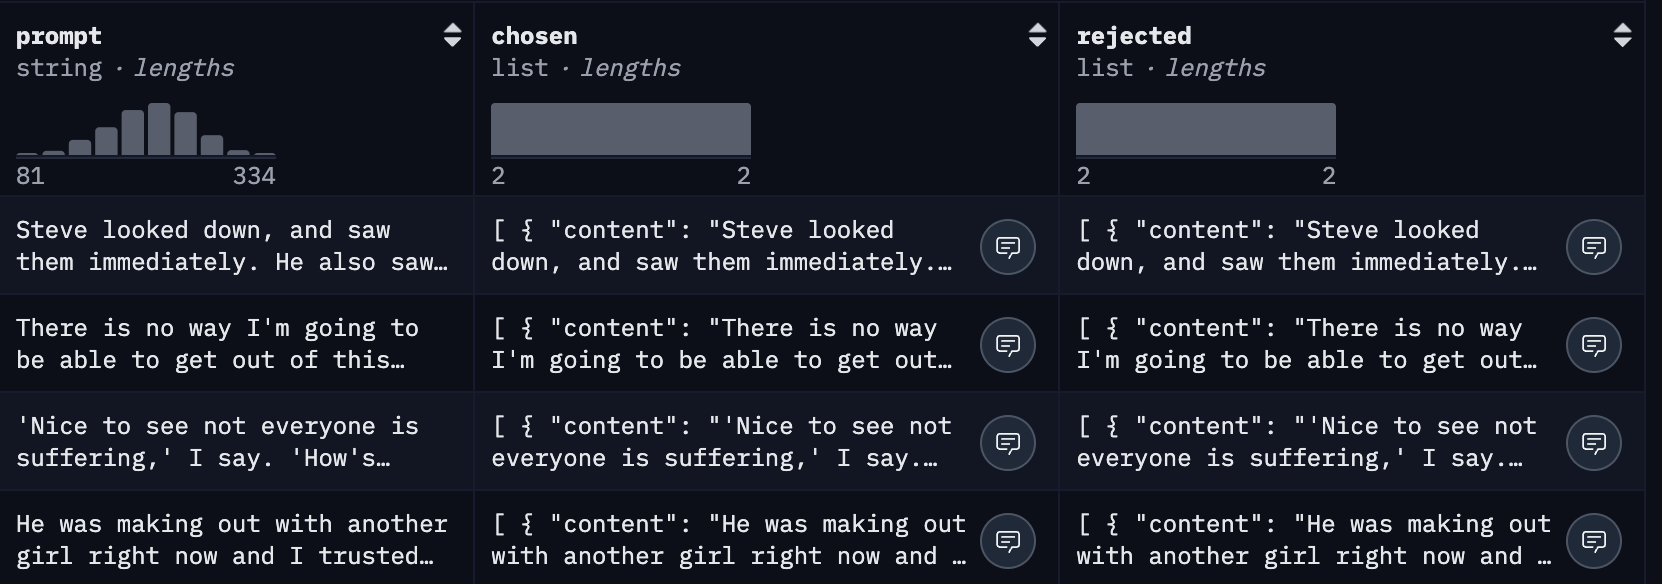 prompt
string · lengths
81 334
chosen
list · lengths
2 2
rejected
list · lengths
2 2
Steve looked down, and saw
them immediately. He also saw…
[ { "content": "Steve looked
down, and saw them immediately.…
[ { "content": "Steve looked
down, and saw them immediately.…
There is no way I'm going to
be able to get out of this…
[ { "content": "There is no way
I'm going to be able to get out…
[ { "content": "There is no way
I'm going to be able to get out…
'Nice to see not everyone is
suffering,' I say. 'How's…
[ { "content": "'Nice to see not
everyone is suffering,' I say.…
[ { "content": "'Nice to see not
everyone is suffering,' I say.…
He was making out with another
girl right now and I trusted…
[ { "content": "He was making out
with another girl right now and …
[ { "content": "He was making out
with another girl right now and …